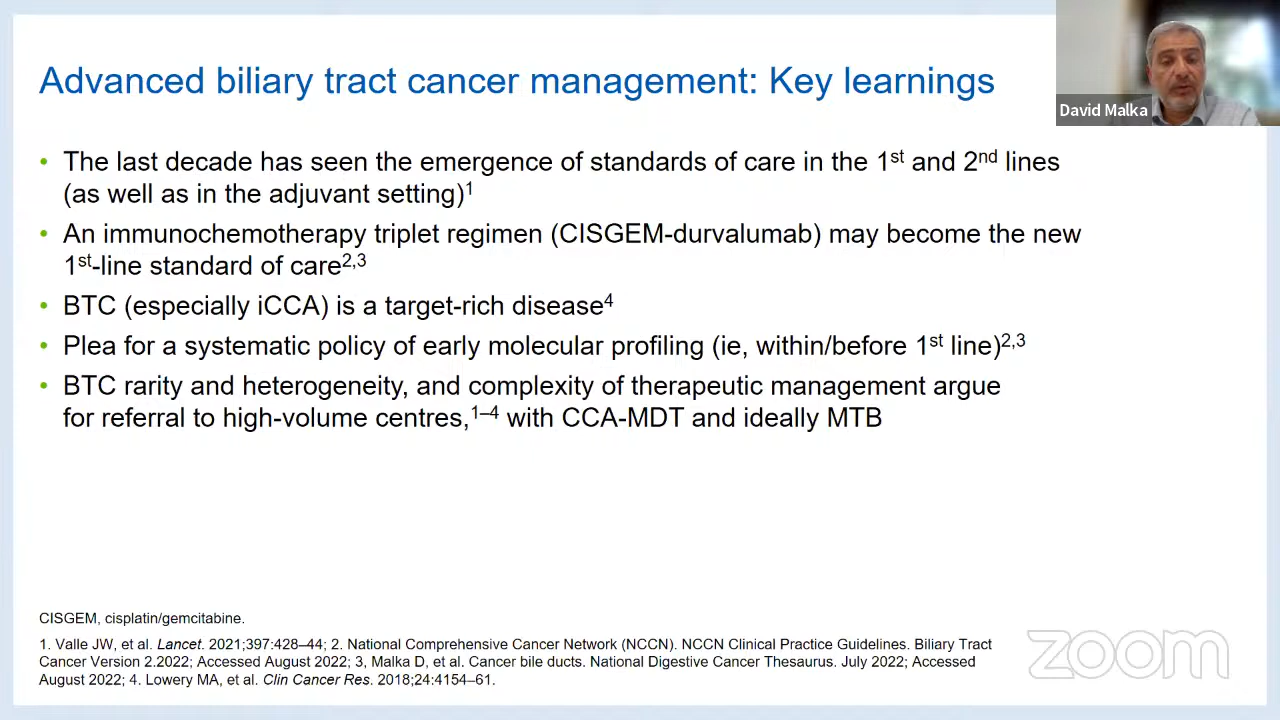 Advanced biliary tract cancer management: Key learnings
David Malka
• The last decade has seen the emergence of standards of care in the 1st and 2nd lines
(as well as in the adjuvant setting)1
• An immunochemotherapy triplet regimen (CISGEM-durvalumab) may become the new
1st-line standard of care2,3
• BTC (especially iCCA) is a target-rich disease4
• Plea for a systematic policy of early molecular profiling (ie, within/before 1st line)2,3
• BTC rarity and heterogeneity, and complexity of therapeutic management argue
for referral to high-volume centres,1–4 with CCA-MDT and ideally MTB
CISGEM, cisplatin/gemcitabine.
1. Valle JW, et al. Lancet. 2021;397:428–44; 2. National Comprehensive Cancer Network (NCCN). NCCN Clinical Practice Guidelines. Biliary Tract
Cancer Version 2.2022; Accessed August 2022; 3, Malka D, et al. Cancer bile ducts. National Digestive Cancer Thesaurus. July 2022; Accessed
August 2022; 4. Lowery MA, et al. Clin Cancer Res. 2018;24:4154–61.
zoom